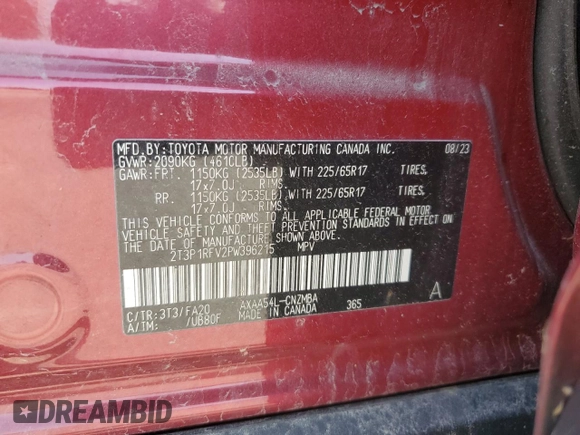 MFD.BY:TOYOTA MOTOR MANUFACTURING CANADA INC. 08/23
GVWR:2090KG (4610LB)
GAWR:FRT. 1150KG (2535LB) WITH 225/65R17 TIRES,
17x7.0J RIMS.
RR. 1150KG (2535LB) WITH 225/65R17 TIRES,
17x7.0J RIMS.
THIS VEHICLE CONFORMS TO ALL APPLICABLE FEDERAL MOTOR
VEHICLE SAFETY AND THEFT PREVENTION STANDARDS IN EFFECT ON
THE DATE OF MANUFACTURE SHOWN ABOVE.
2T3P1RFV2PW396215 MPV
C/TR:3T3/FA20 AXAA54L-CNZMBA 365 A
A/TM: /U680F MADE IN CANADA
DREAMBID